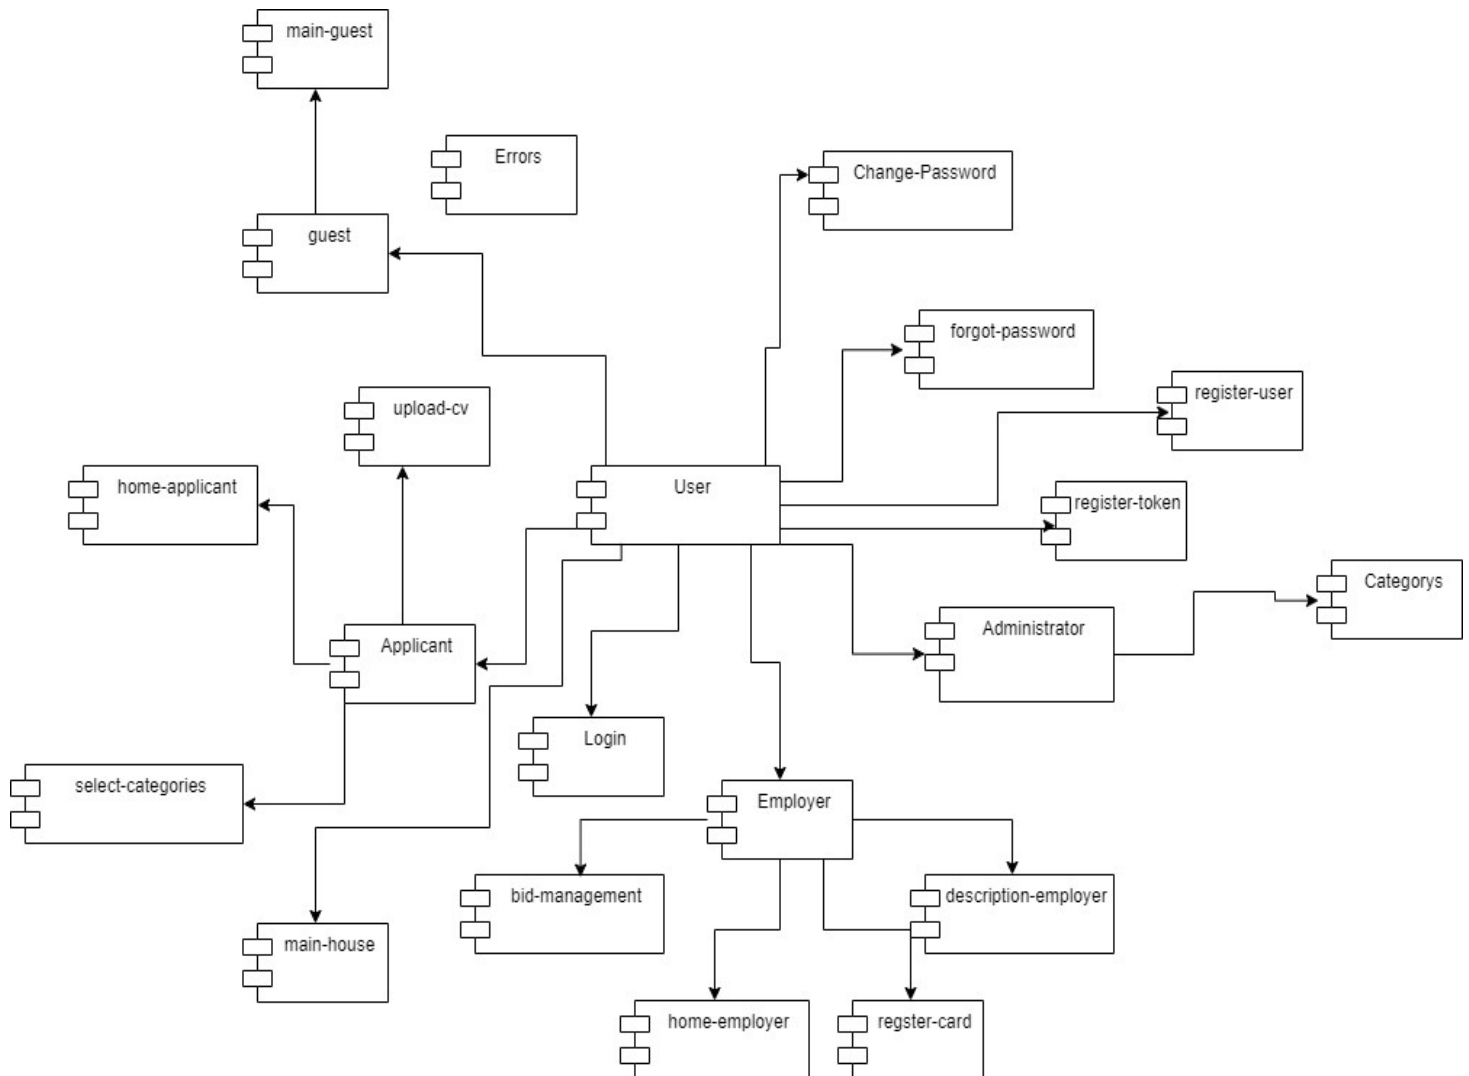 main-guest
Errors
Change-Password
guest
forgot-password
register-user
upload-cv
home-applicant
User
register-token
Categorys
Administrator
Applicant
Login
select-categories
Employer
bid-management
description-employer
main-house
home-employer
regster-card